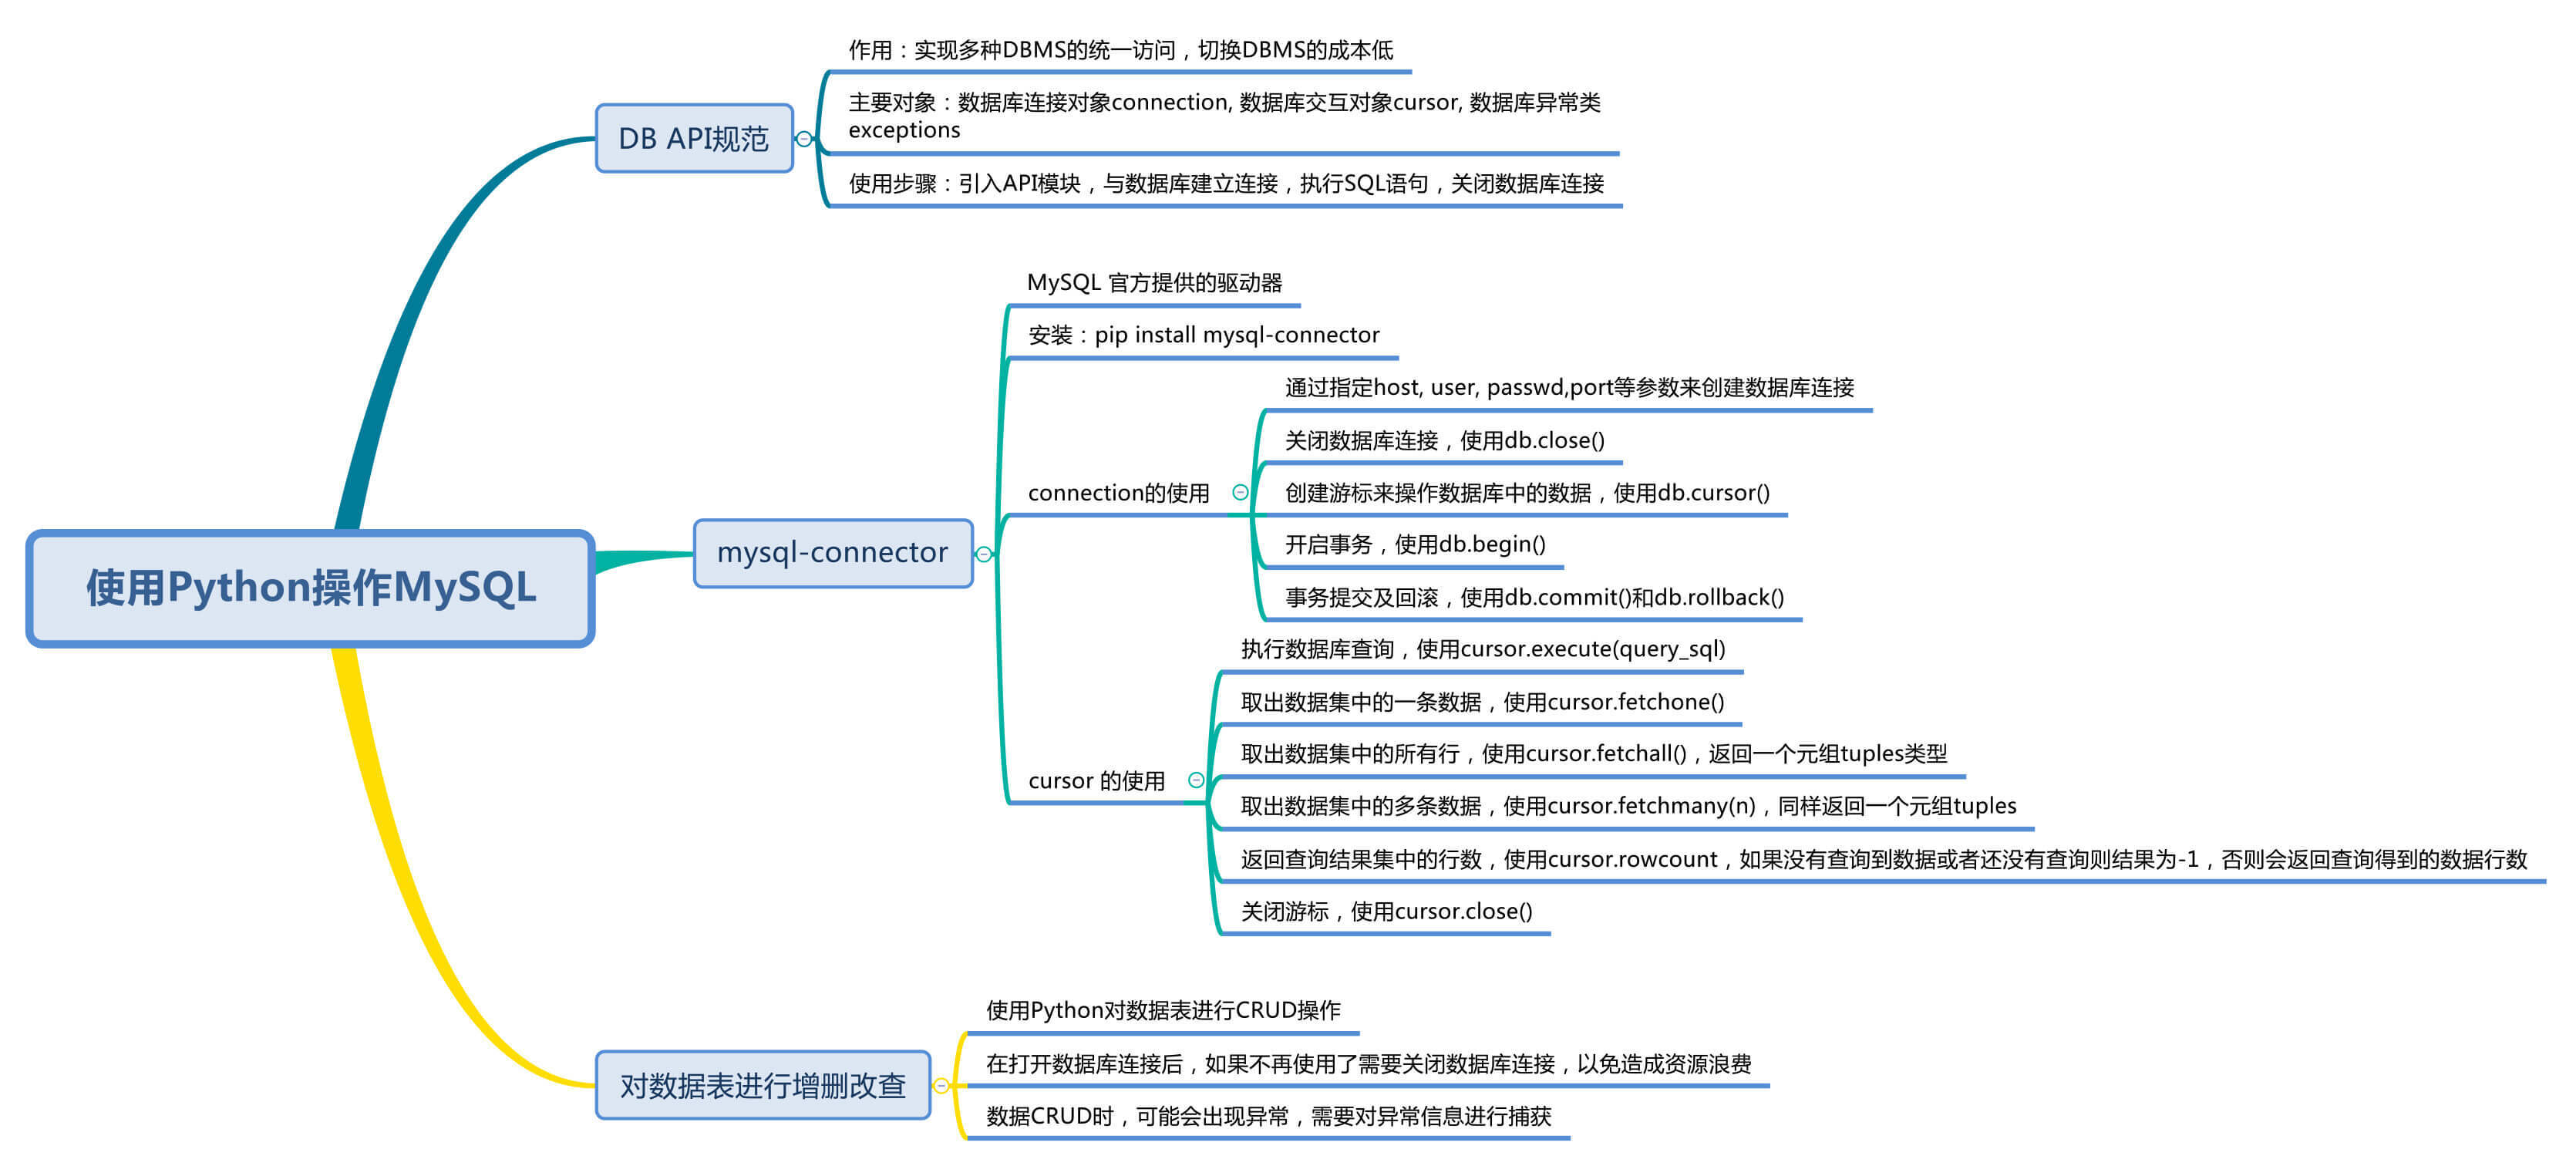 作用：实现多种DBMS的统一访问，切换DBMS的成本低
主要对象：数据库连接对象connection, 数据库交互对象cursor, 数据库异常类
exceptions
DB API规范
使用步骤：引入API模块，与数据库建立连接，执行SQL语句，关闭数据库连接
MySQL 官方提供的驱动器
安装：pip install mysql-connector
通过指定host, user, passwd,port等参数来创建数据库连接
关闭数据库连接，使用db.close()
connection的使用
创建游标来操作数据库中的数据，使用db.cursor()
开启事务，使用db.begin()
事务提交及回滚，使用db.commit()和db.rollback()
mysql-connector
使用Python操作MySQL
执行数据库查询，使用cursor.execute(query_sql)
取出数据集中的一条数据，使用cursor.fetchone()
取出数据集中的所有行，使用cursor.fetchall()，返回一个元组tuples类型
cursor 的使用
取出数据集中的多条数据，使用cursor.fetchmany(n)，同样返回一个元组tuples
返回查询结果集中的行数，使用cursor.rowcount，如果没有查询到数据或者还没有查询则结果为-1，否则会返回查询得到的数据行数
关闭游标，使用cursor.close()
使用Python对数据表进行CRUD操作
在打开数据库连接后，如果不再使用了需要关闭数据库连接，以免造成资源浪费
对数据表进行增删改查
数据CRUD时，可能会出现异常，需要对异常信息进行捕获